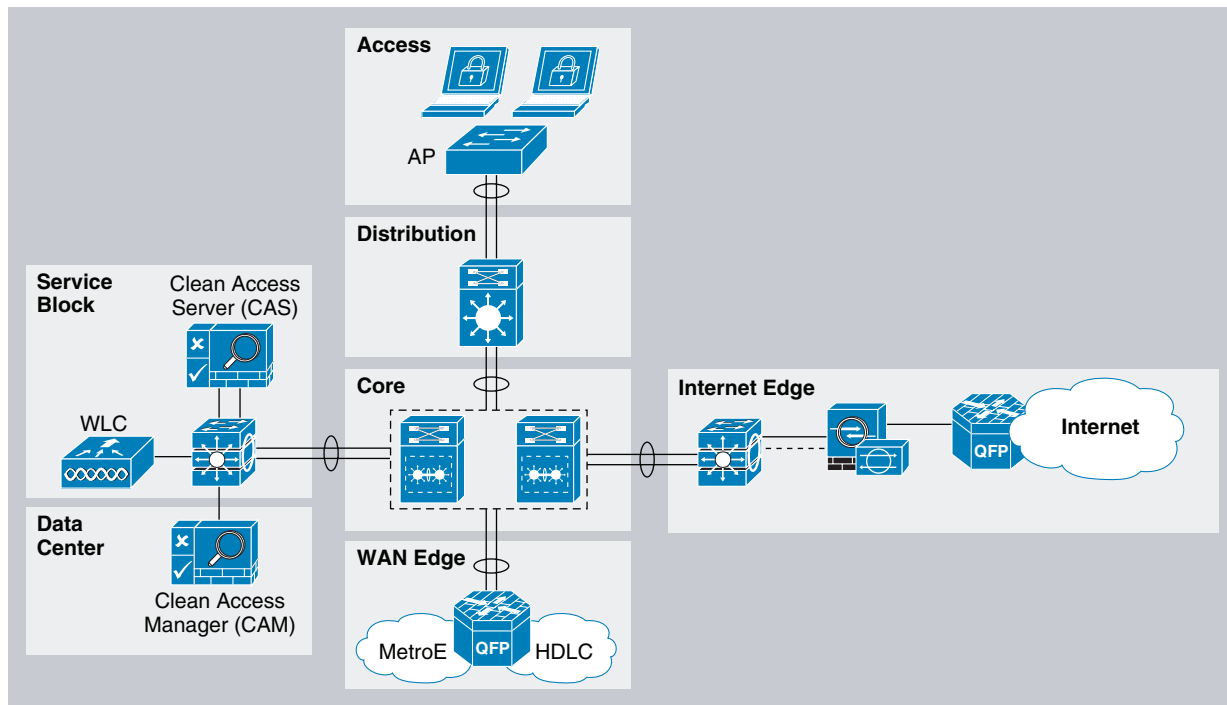 Access
AP
Distribution
Service
Block
Clean Access
Server (CAS)
WLC
Core
Internet Edge
QFP
Internet
Data
Center
Clean Access
Manager (CAM)
WAN Edge
MetroE
QFP
HDLC